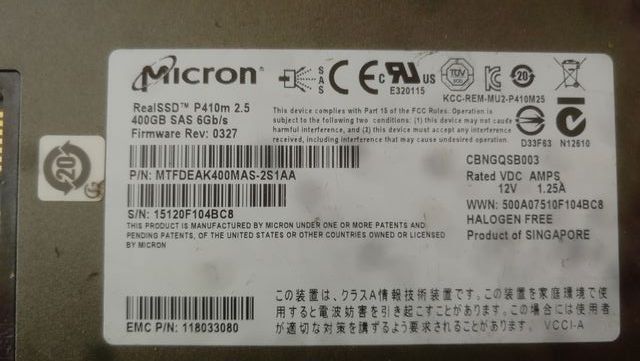 Micron
SAS
CE
c RU US
E320115
TUV
20
KCC-REM-MU2-P410M25
RealSSD™ P410m 2.5
400GB SAS 6Gb/s
Firmware Rev: 0327
This device complies with Part 15 of the FCC Rules. Operation is
subject to the following two conditions: (1) this device may not cause
harmful interference, and (2) this device must accept any interference
received, including interference that may cause undesired operation.
D33F63
N12610
20
P/N: MTFDEAK400MAS-2S1AA
CBNGQSB003
Rated VDC AMPS
12V 1.25A
S/N: 15120F104BC8
WWN: 500A07510F104BC8
HALOGEN FREE
Product of SINGAPORE
THIS PRODUCT IS MANUFACTURED BY MICRON UNDER ONE OR MORE PATENTS AND
PENDING PATENTS, OF THE UNITED STATES OR OTHER COUNTRIES OWNED OR LICENSED
BY MICRON
EMC P/N: 118033080
この装置は、クラスA情報技術装置です。この装置を家庭環境で使
用すると電波妨害を引き起こすことがあります。この場合には使用者
が適切な対策を講ずるよう要求されることがあります。 VCCI-A